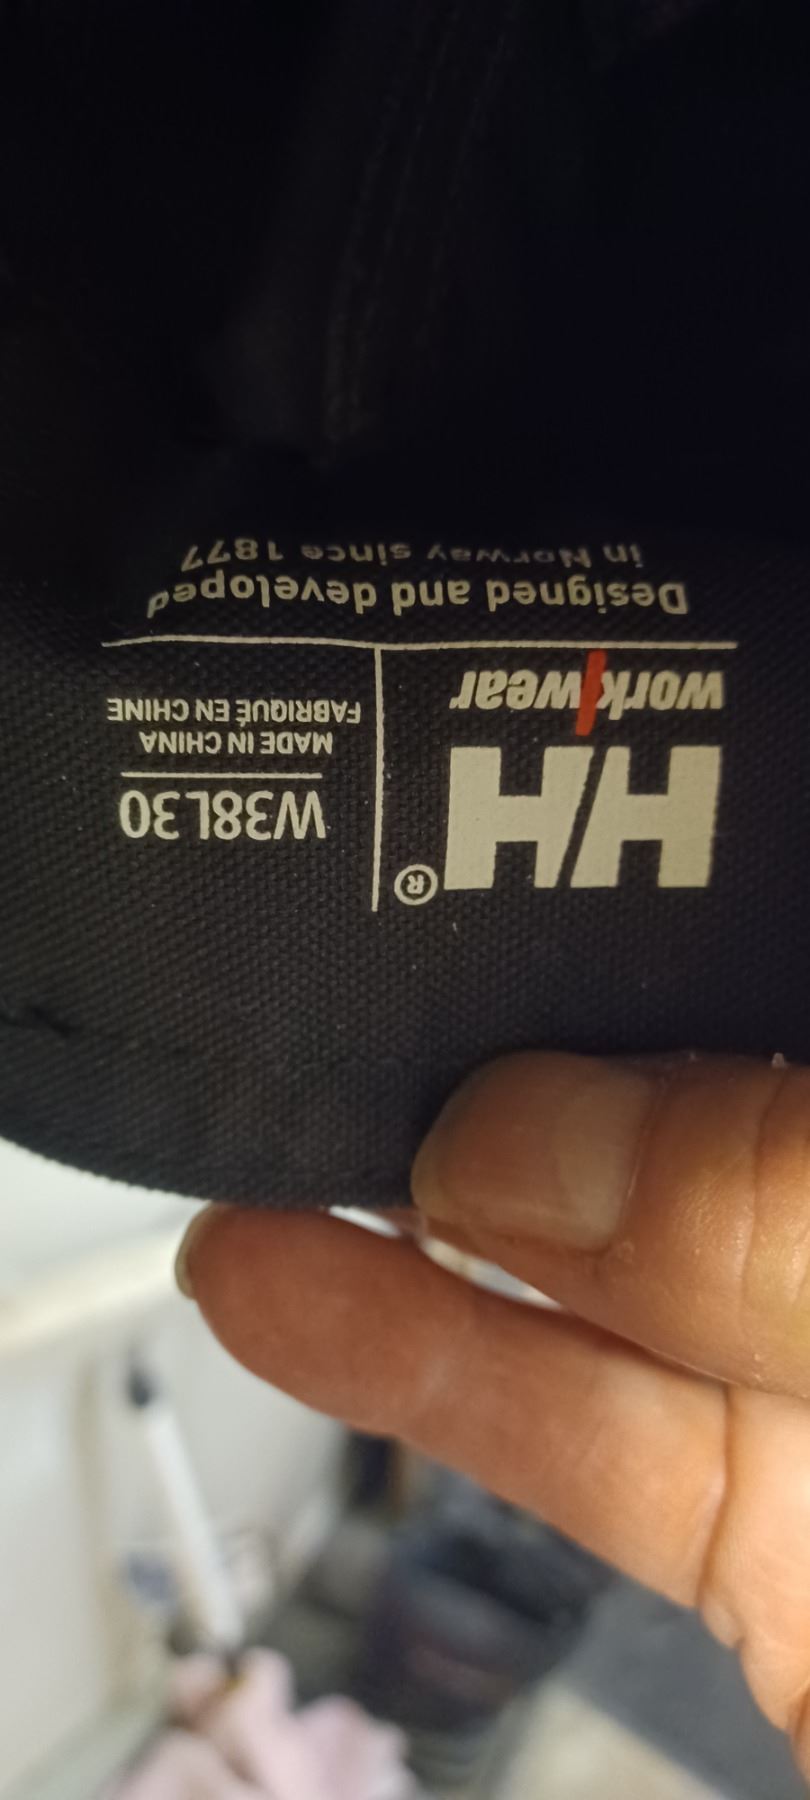 HH®
work/wear
W38L30
MADE IN CHINA
FABRIQUÉ EN CHINE
Designed and developed
in Norway since 1877